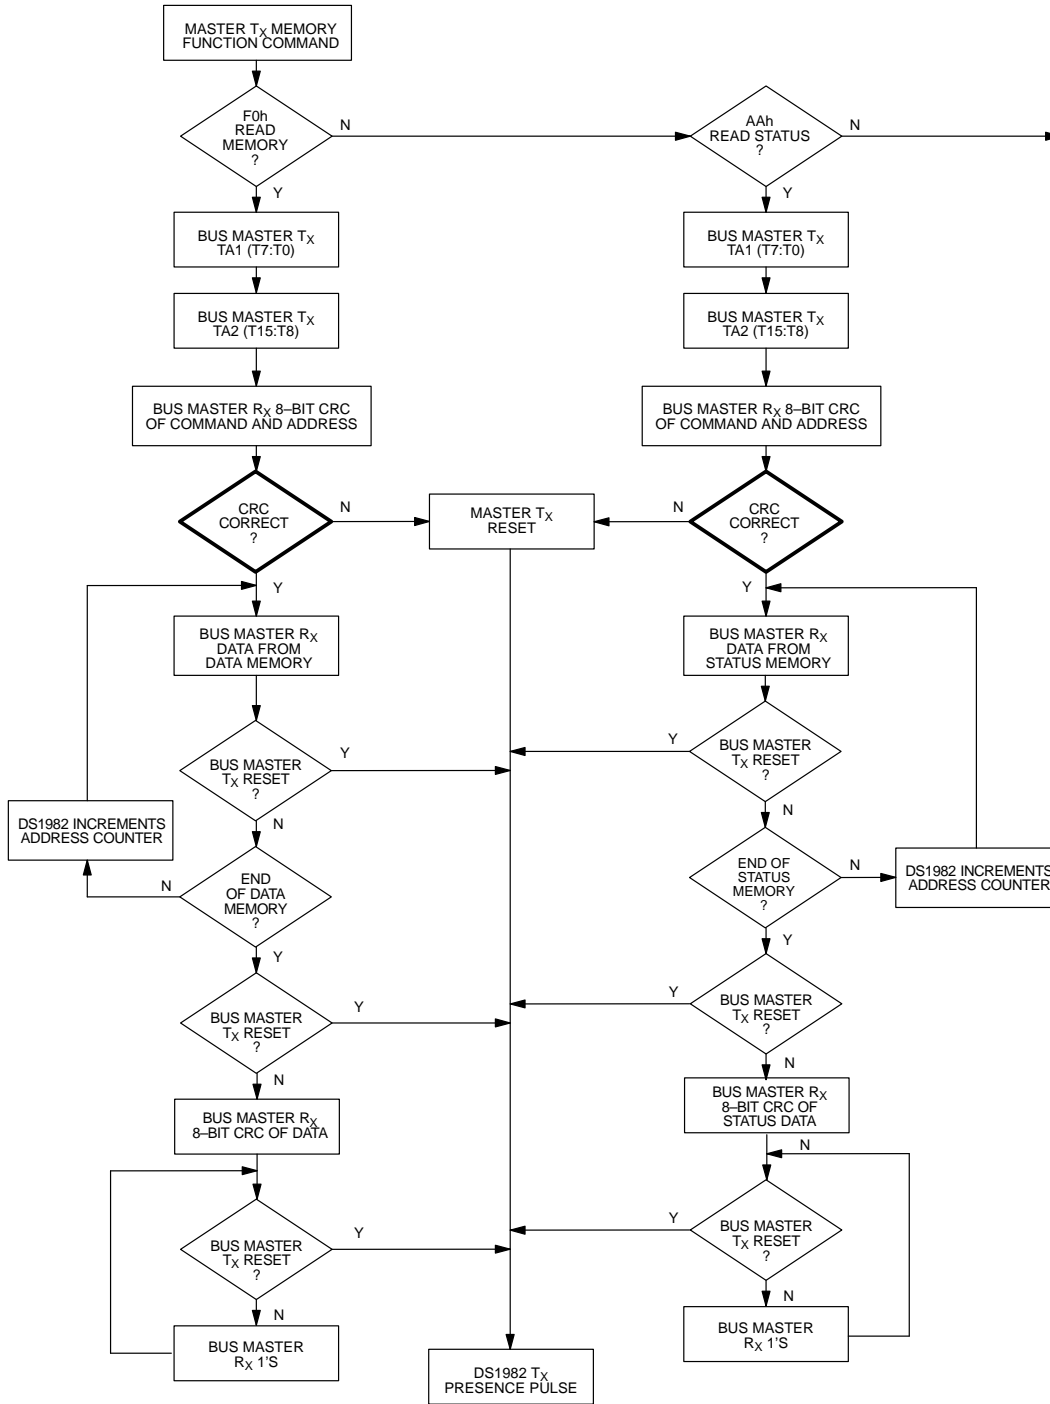 MASTER TX MEMORY
FUNCTION COMMAND
F0h
READ
MEMORY
?
N
Y
AAh
READ STATUS
?
N
Y
BUS MASTER TX
TA1 (T7:T0)
BUS MASTER TX
TA1 (T7:T0)
BUS MASTER TX
TA2 (T15:T8)
BUS MASTER TX
TA2 (T15:T8)
BUS MASTER RX 8–BIT CRC
OF COMMAND AND ADDRESS
BUS MASTER RX 8–BIT CRC
OF COMMAND AND ADDRESS
CRC
CORRECT
?
N
Y
MASTER TX
RESET
N
CRC
CORRECT
?
Y
BUS MASTER RX
DATA FROM
DATA MEMORY
BUS MASTER RX
DATA FROM
STATUS MEMORY
BUS MASTER
TX RESET
?
Y
N
Y
BUS MASTER
TX RESET
?
N
DS1982 INCREMENTS
ADDRESS COUNTER
N
END
OF DATA
MEMORY
?
Y
END OF
STATUS
MEMORY
?
N
Y
DS1982 INCREMENTS
ADDRESS COUNTER
BUS MASTER
TX RESET
?
Y
N
Y
BUS MASTER
TX RESET
?
N
BUS MASTER RX
8–BIT CRC OF DATA
BUS MASTER RX
8–BIT CRC OF
STATUS DATA
N
BUS MASTER
TX RESET
?
Y
N
Y
BUS MASTER
TX RESET
?
N
BUS MASTER
RX 1'S
BUS MASTER
RX 1'S
DS1982 TX
PRESENCE PULSE